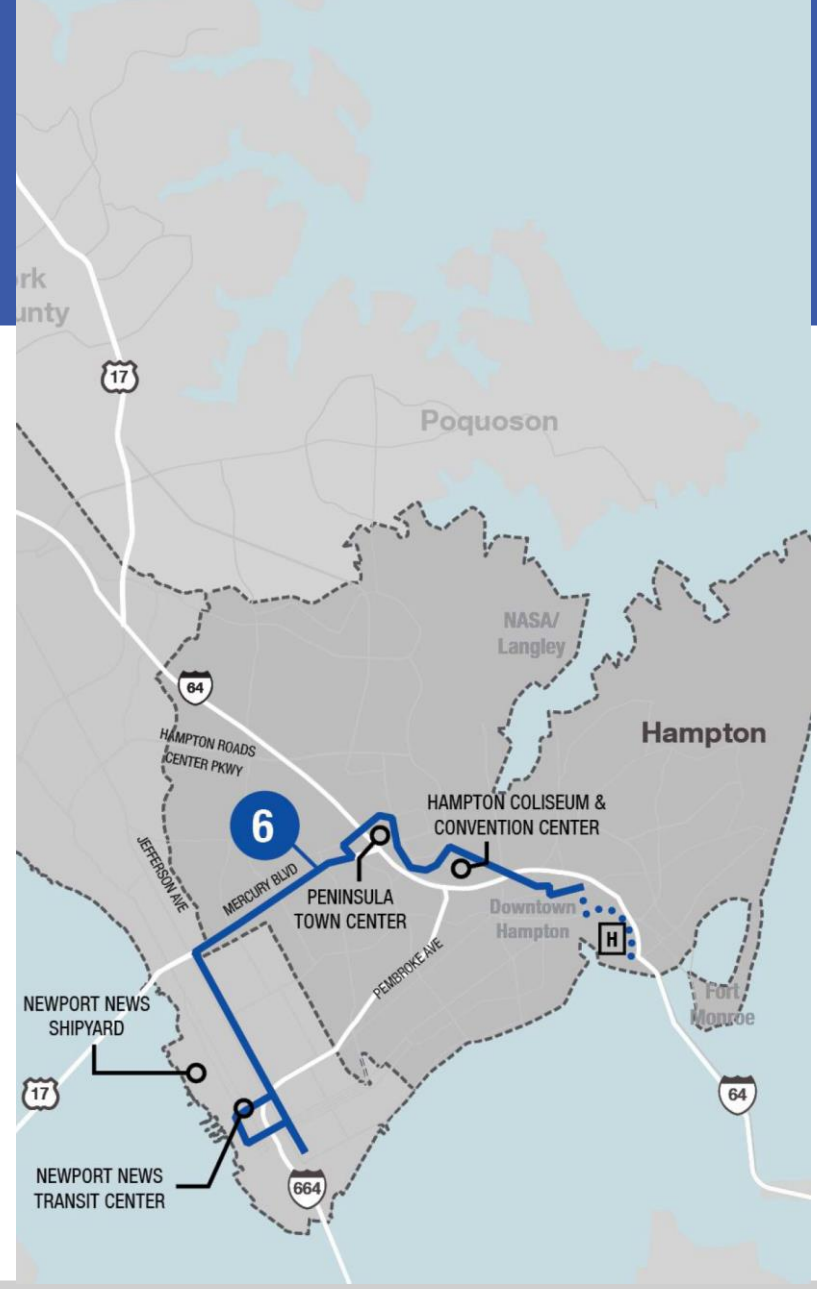 rk
unty
17
Poquoson
NASA/
Langley
64
Hampton
HAMPTON ROADS
CENTER PKWY
HAMPTON COLISEUM &
CONVENTION CENTER
6
JEFFERSON AVE
MERCURY BLVD
PENINSULA
TOWN CENTER
Downtown
Hampton
H
PEMBROKE AVE
Fort
Monroe
NEWPORT NEWS
SHIPYARD
17
64
NEWPORT NEWS
TRANSIT CENTER
664